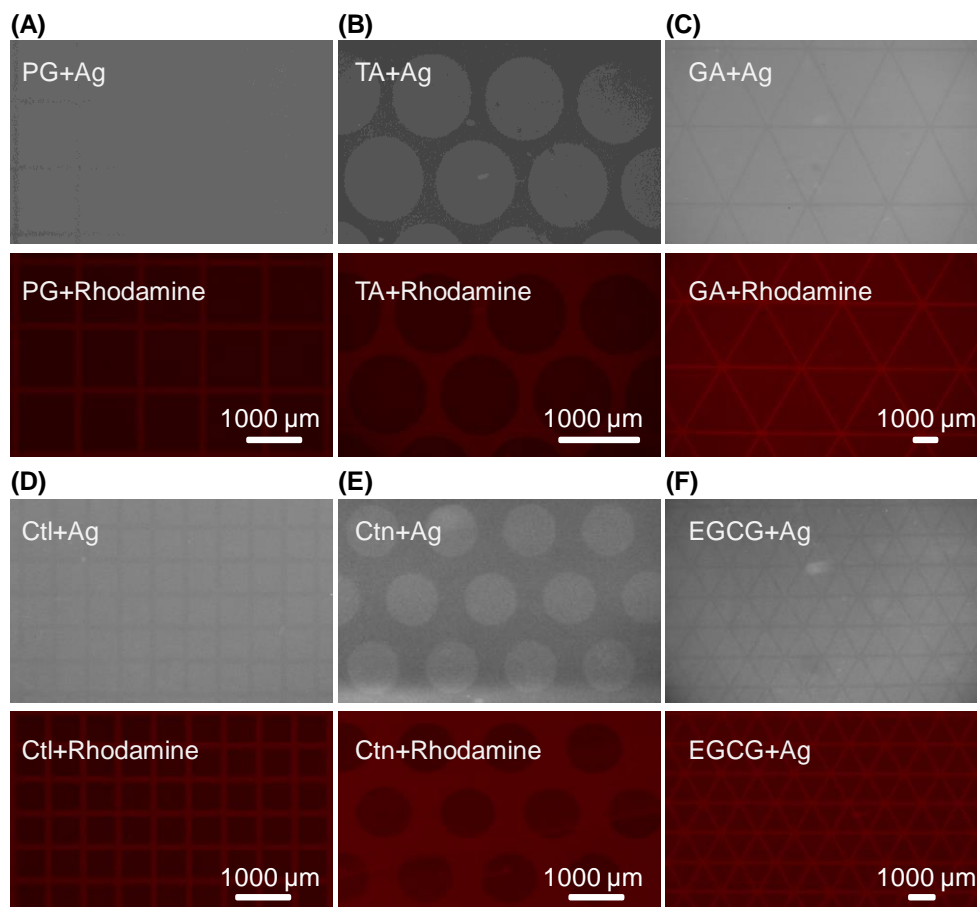 (A)
(B)
(C)
PG+Ag
TA+Ag
GA+Ag
PG+Rhodamine
TA+Rhodamine
GA+Rhodamine
1000 µm
1000 µm
1000 µm
(D)
(E)
(F)
Ctl+Ag
Ctn+Ag
EGCG+Ag
Ctl+Rhodamine
Ctn+Rhodamine
EGCG+Ag
1000 µm
1000 µm
1000 µm